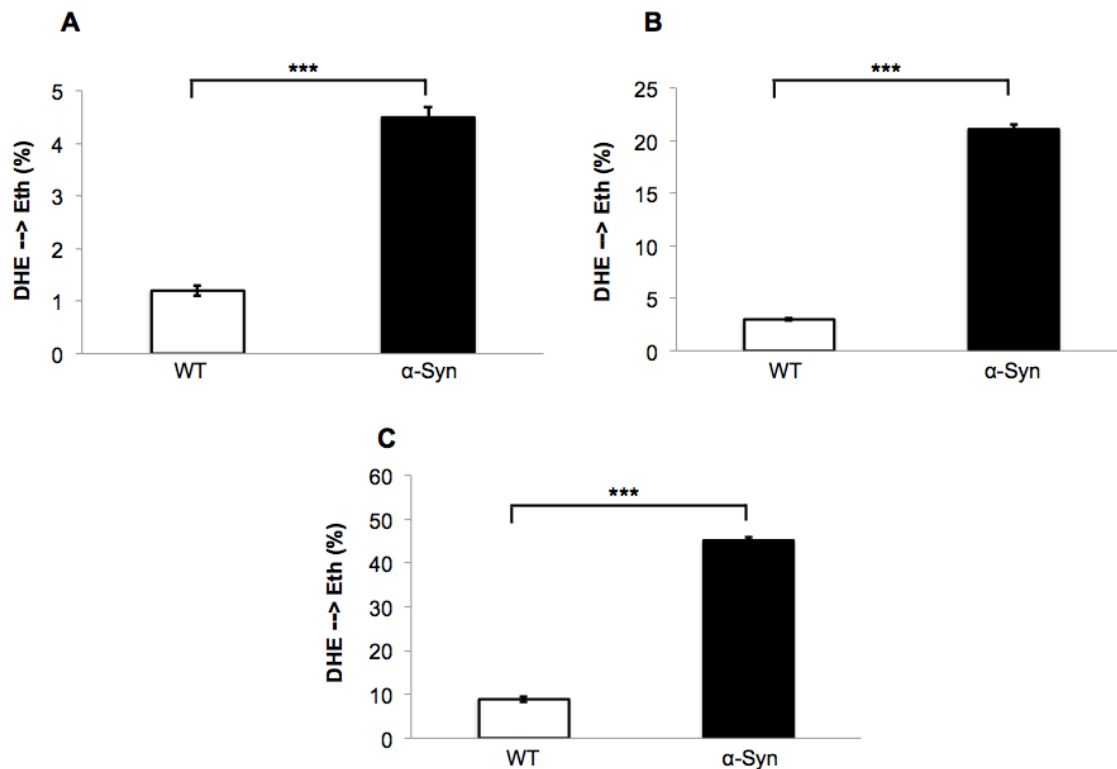 A
***
DHE --> Eth (%)
5
4
3
2
1
0
WT
α-Syn
B
***
DHE --> Eth (%)
25
20
15
10
5
0
WT
α-Syn
C
***
DHE --> Eth (%)
60
50
40
30
20
10
0
WT
α-Syn